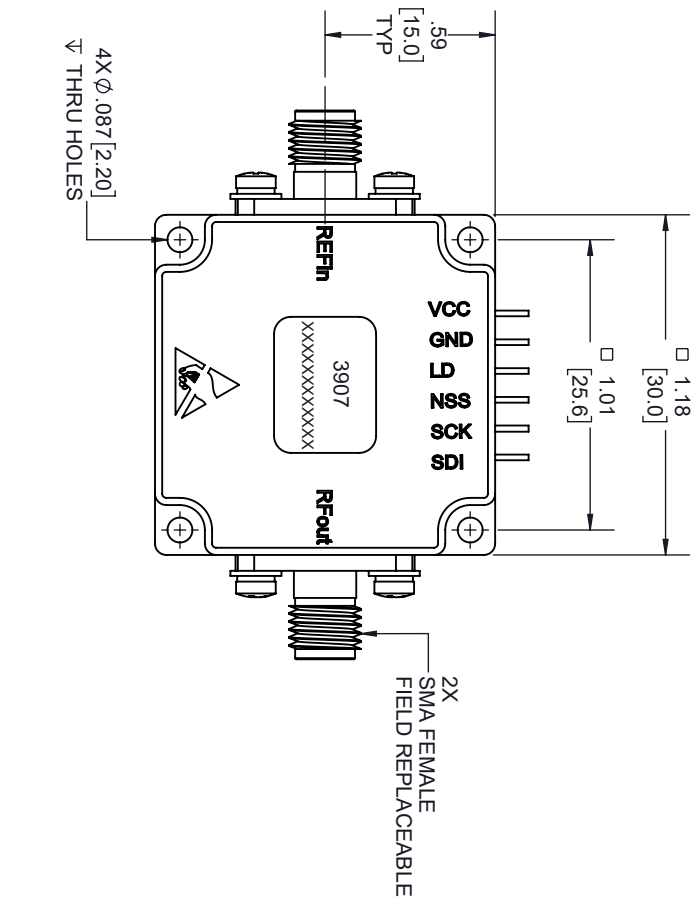 .59
[15.0]
TYP
4X Ø .087 [2.20]
THRU HOLES
□ 1.18
[30.0]
□ 1.01
[25.6]
REFin
VCC
GND
LD
NSS
SCK
SDI
3907
XXXXXXXXXXXX
RFout
2X
SMA FEMALE
FIELD REPLACEABLE